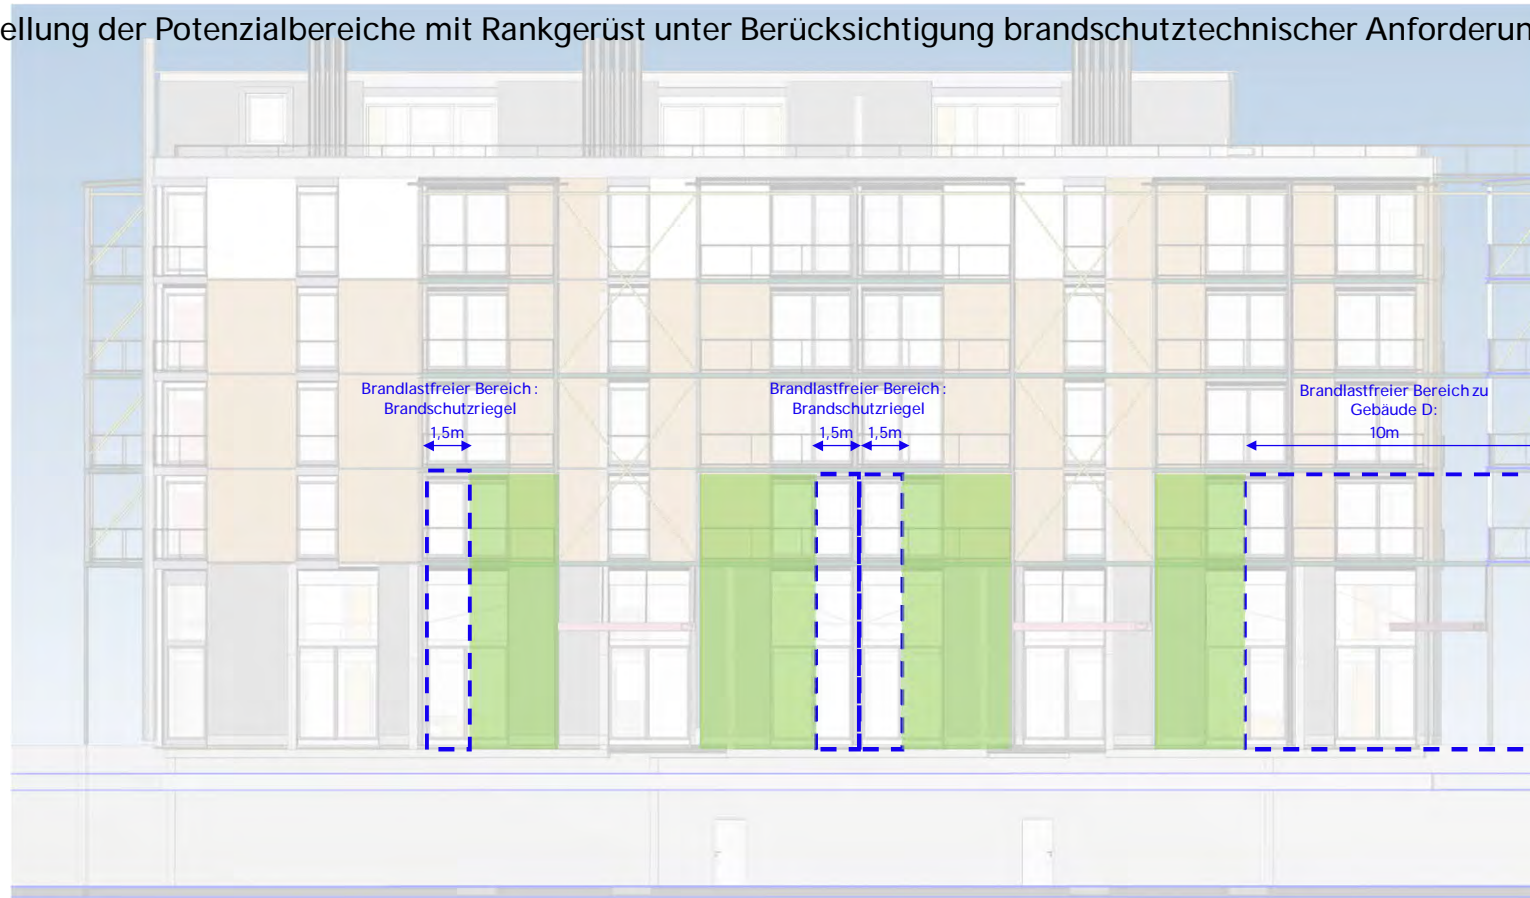 ellung der Potenzialbereiche mit Rankgerüst unter Berücksichtigung brandschutztechnischer Anforderun
Brandlastfreier Bereich :
Brandschutzriegel
1,5m
Brandlastfreier Bereich :
Brandschutzriegel
1,5m 1,5m
Brandlastfreier Bereich zu
Gebäude D:
10m